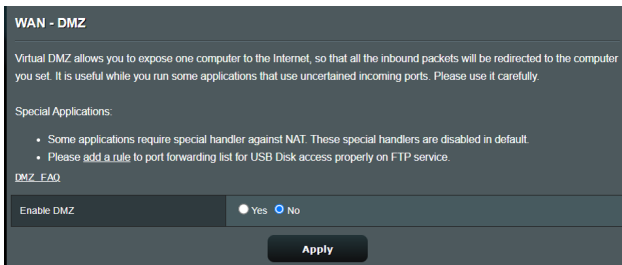 WAN - DMZ
Virtual DMZ allows you to expose one computer to the Internet, so that all the inbound packets will be redirected to the computer
you set. It is useful while you run some applications that use uncertained incoming ports. Please use it carefully.
Special Applications:
• Some applications require special handler against NAT. These special handlers are disabled in default.
• Please add a rule to port forwarding list for USB Disk access properly on FTP service.
DMZ FAQ
Enable DMZ Yes No
Apply